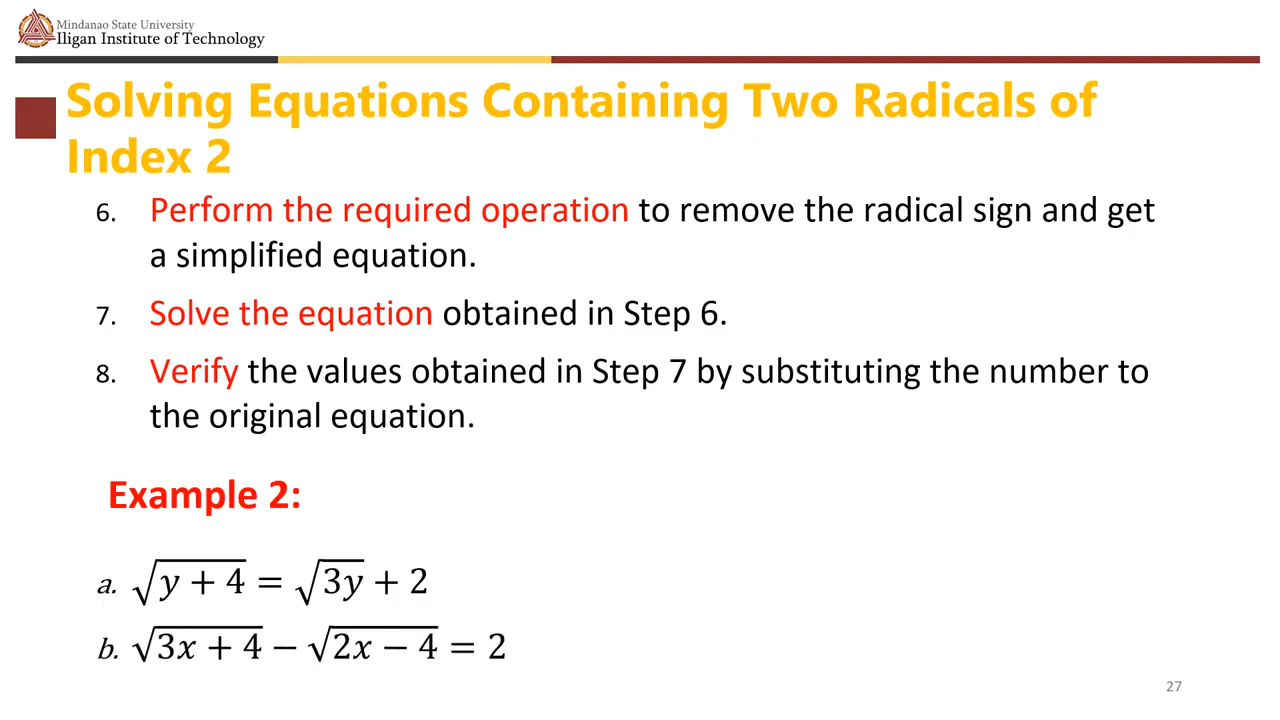 Mindanao State University
Iligan Institute of Technology
Solving Equations Containing Two Radicals of
Index 2
6. Perform the required operation to remove the radical sign and get
a simplified equation.
7. Solve the equation obtained in Step 6.
8. Verify the values obtained in Step 7 by substituting the number to
the original equation.
Example 2:
a. √(y + 4) = √(3y) + 2
b. √(3x + 4) − √(2x − 4) = 2
27